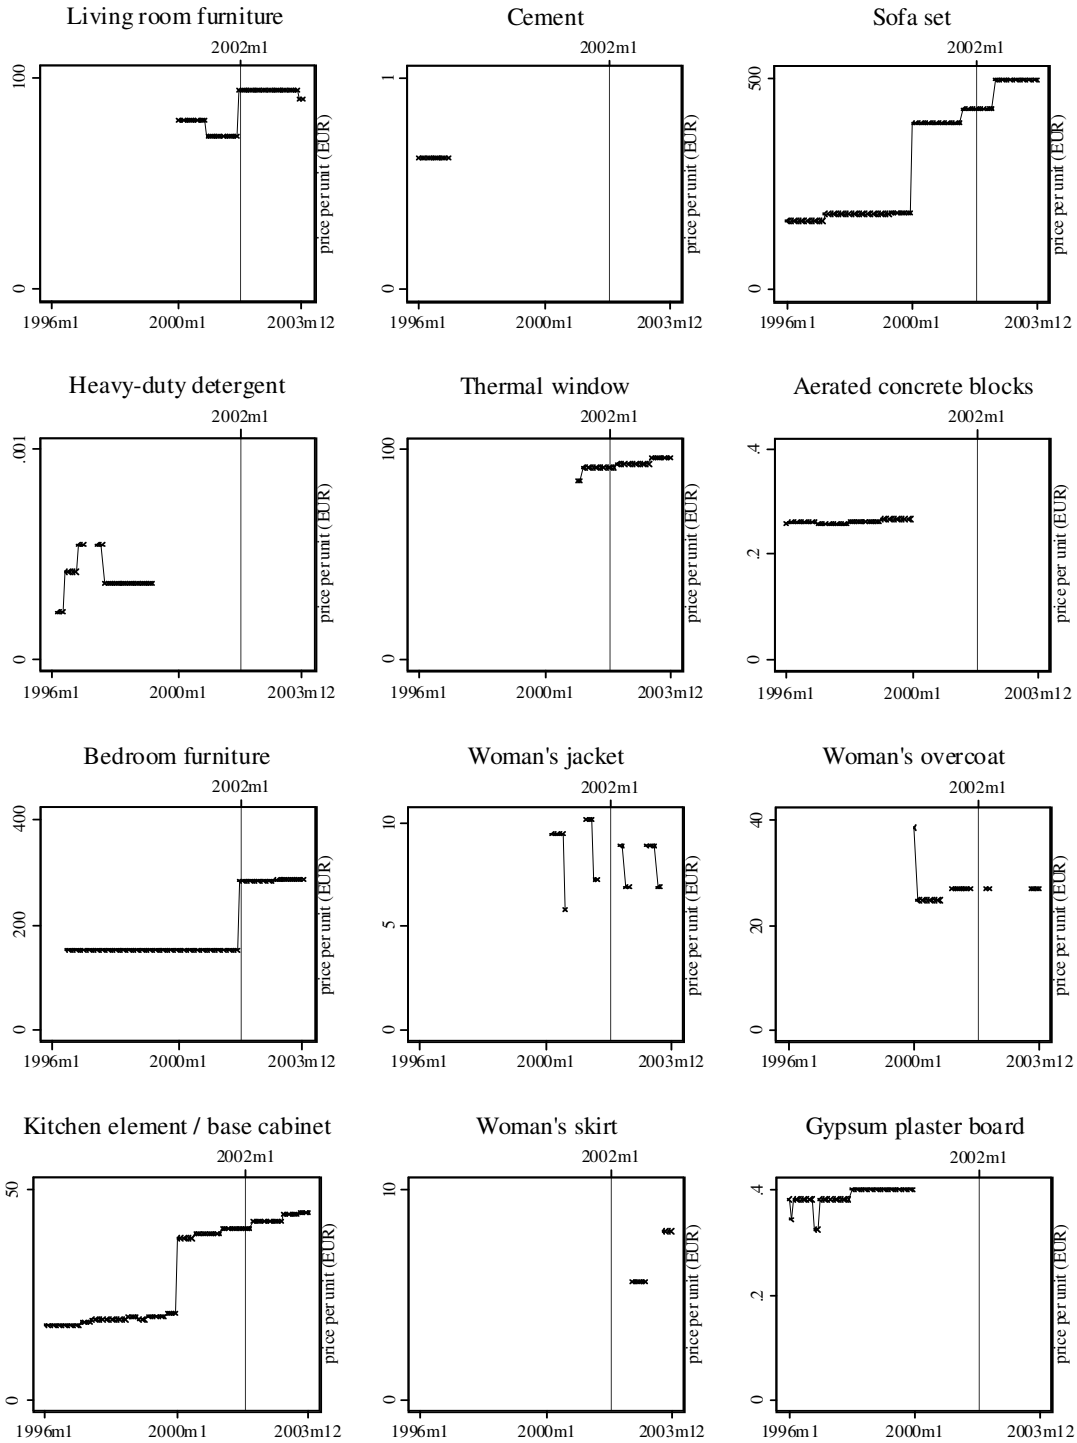 Living room furniture
2002m1
100
0
1996m1 2000m1 2003m12
price per unit (EUR)
Cement
2002m1
1
0
1996m1 2000m1 2003m12
price per unit (EUR)
Sofa set
2002m1
500
0
1996m1 2000m1 2003m12
price per unit (EUR)
Heavy-duty detergent
2002m1
.001
0
1996m1 2000m1 2003m12
price per unit (EUR)
Thermal window
2002m1
100
0
1996m1 2000m1 2003m12
price per unit (EUR)
Aerated concrete blocks
2002m1
.4
.2
0
1996m1 2000m1 2003m12
price per unit (EUR)
Bedroom furniture
2002m1
400
200
0
1996m1 2000m1 2003m12
price per unit (EUR)
Woman's jacket
2002m1
10
5
0
1996m1 2000m1 2003m12
price per unit (EUR)
Woman's overcoat
2002m1
40
20
0
1996m1 2000m1 2003m12
price per unit (EUR)
Kitchen element / base cabinet
2002m1
50
0
1996m1 2000m1 2003m12
price per unit (EUR)
Woman's skirt
2002m1
10
0
1996m1 2000m1 2003m12
price per unit (EUR)
Gypsum plaster board
2002m1
.4
.2
0
1996m1 2000m1 2003m12
price per unit (EUR)